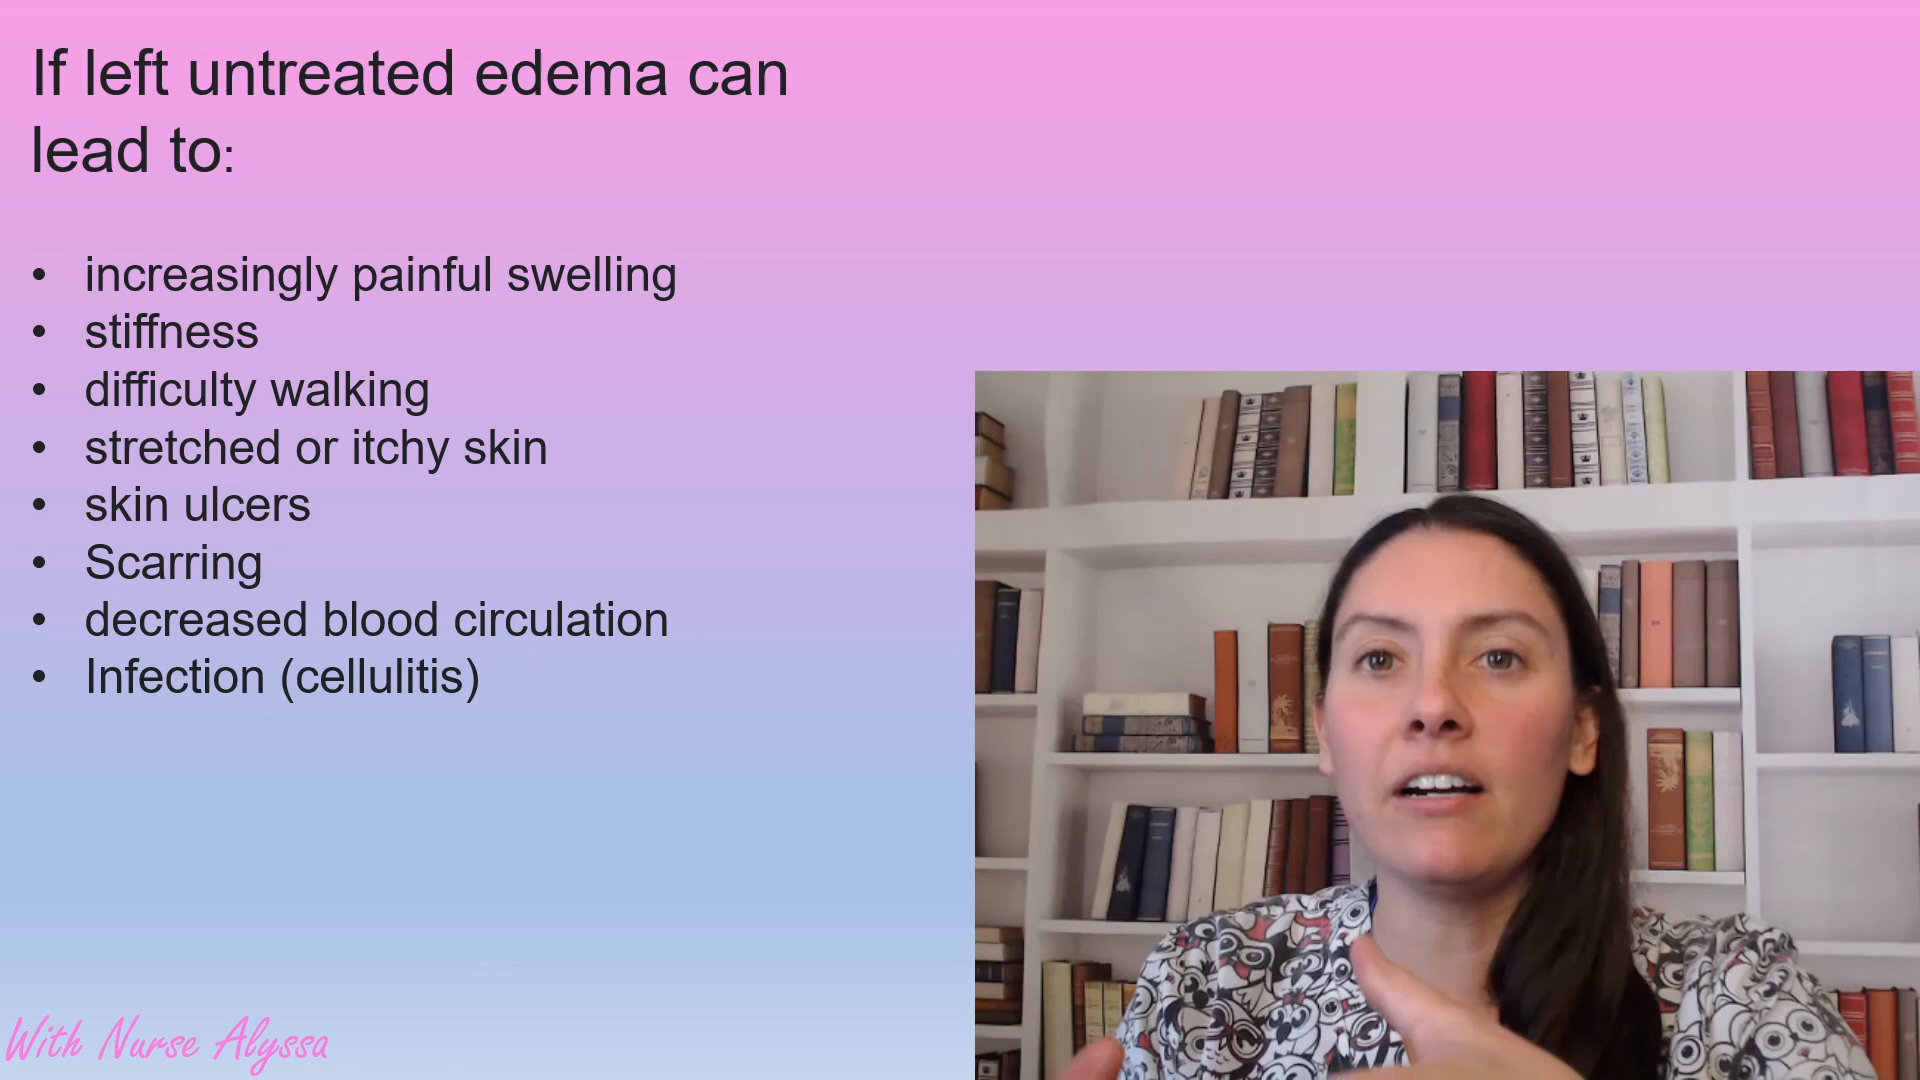 If left untreated edema can
lead to:
• increasingly painful swelling
• stiffness
• difficulty walking
• stretched or itchy skin
• skin ulcers
• Scarring
• decreased blood circulation
• Infection (cellulitis)
With Nurse Alyssa